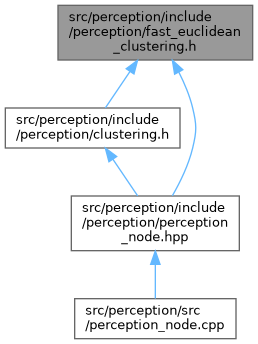 src/perception/include
/perception/fast_euclidean
_clustering.h
src/perception/include
/perception/clustering.h
src/perception/include
/perception/perception
_node.hpp
src/perception/src
/perception_node.cpp